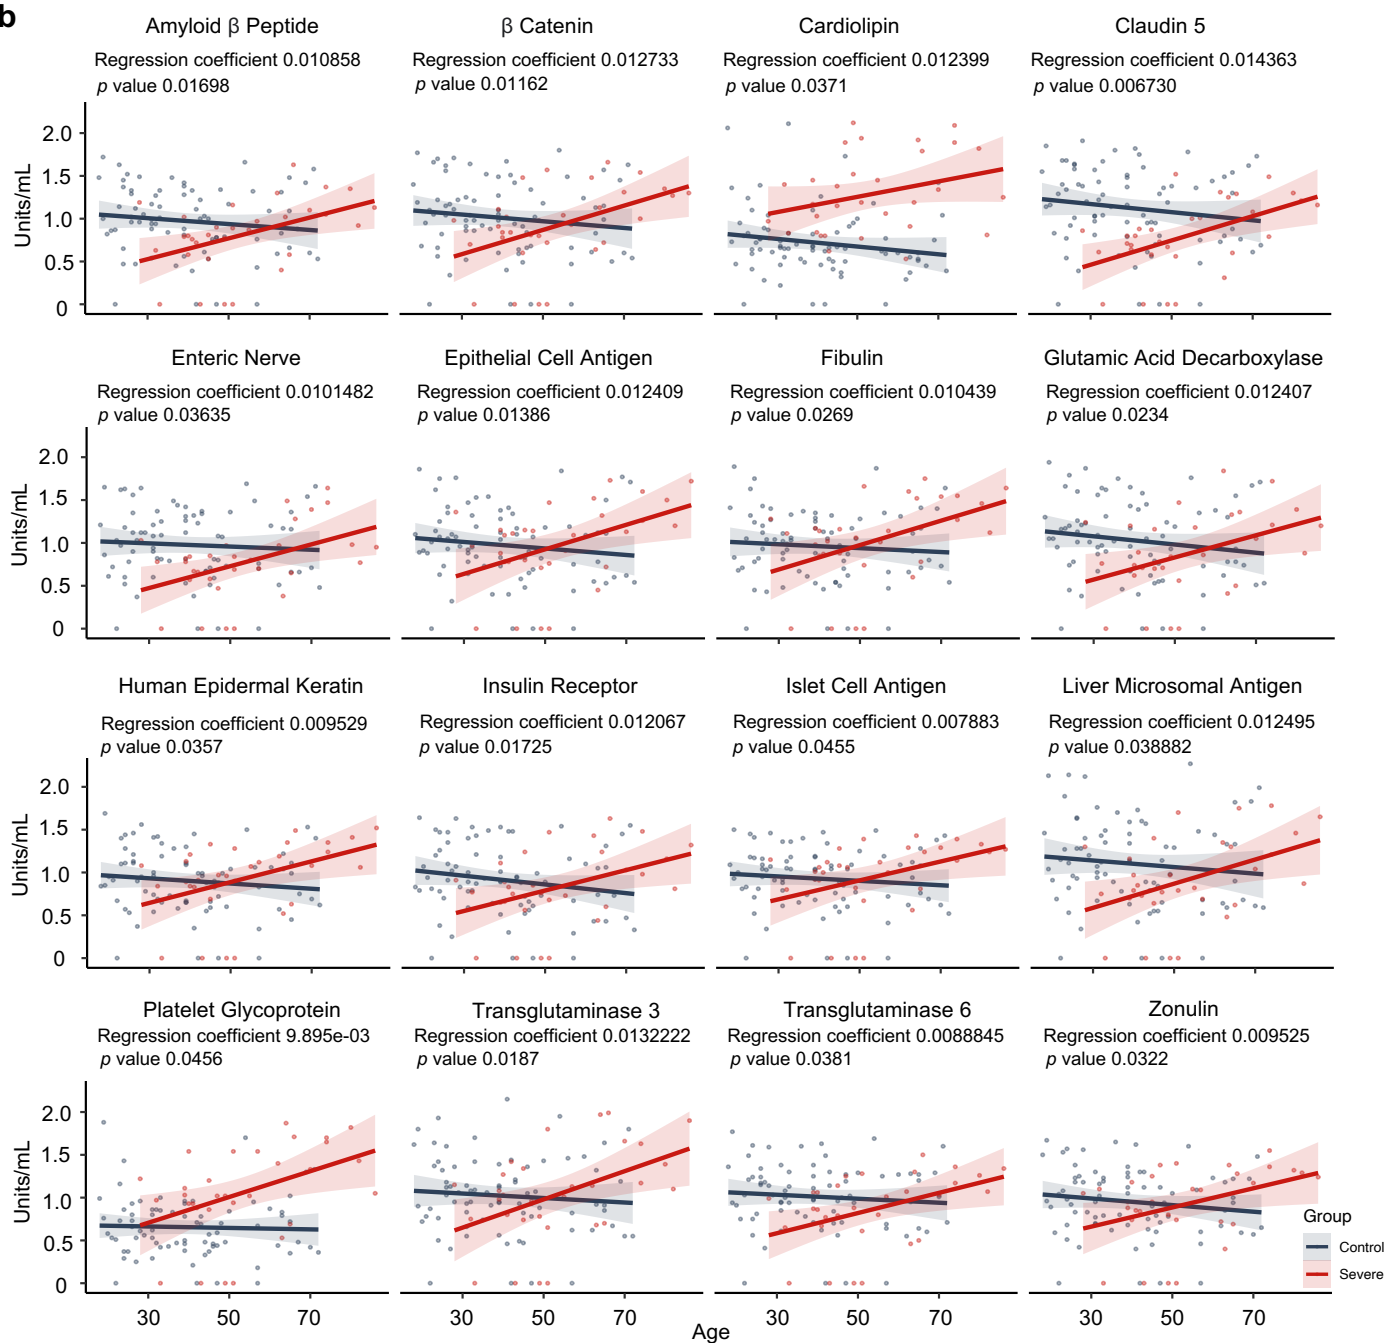 b
Amyloid β Peptide
Regression coefficient 0.010858
p value 0.01698
β Catenin
Regression coefficient 0.012733
p value 0.01162
Cardiolipin
Regression coefficient 0.012399
p value 0.0371
Claudin 5
Regression coefficient 0.014363
p value 0.006730
Units/mL
2.0
1.5
1.0
0.5
0
Enteric Nerve
Regression coefficient 0.0101482
p value 0.03635
Epithelial Cell Antigen
Regression coefficient 0.012409
p value 0.01386
Fibulin
Regression coefficient 0.010439
p value 0.0269
Glutamic Acid Decarboxylase
Regression coefficient 0.012407
p value 0.0234
Units/mL
2.0
1.5
1.0
0.5
0
Human Epidermal Keratin
Regression coefficient 0.009529
p value 0.0357
Insulin Receptor
Regression coefficient 0.012067
p value 0.01725
Islet Cell Antigen
Regression coefficient 0.007883
p value 0.0455
Liver Microsomal Antigen
Regression coefficient 0.012495
p value 0.038882
Units/mL
2.0
1.5
1.0
0.5
0
Platelet Glycoprotein
Regression coefficient 9.895e-03
p value 0.0456
Transglutaminase 3
Regression coefficient 0.0132222
p value 0.0187
Transglutaminase 6
Regression coefficient 0.0088845
p value 0.0381
Zonulin
Regression coefficient 0.009525
p value 0.0322
Units/mL
2.0
1.5
1.0
0.5
0
30 50 70 30 50 70 30 50 70 30 50 70
Age
Group
Control
Severe